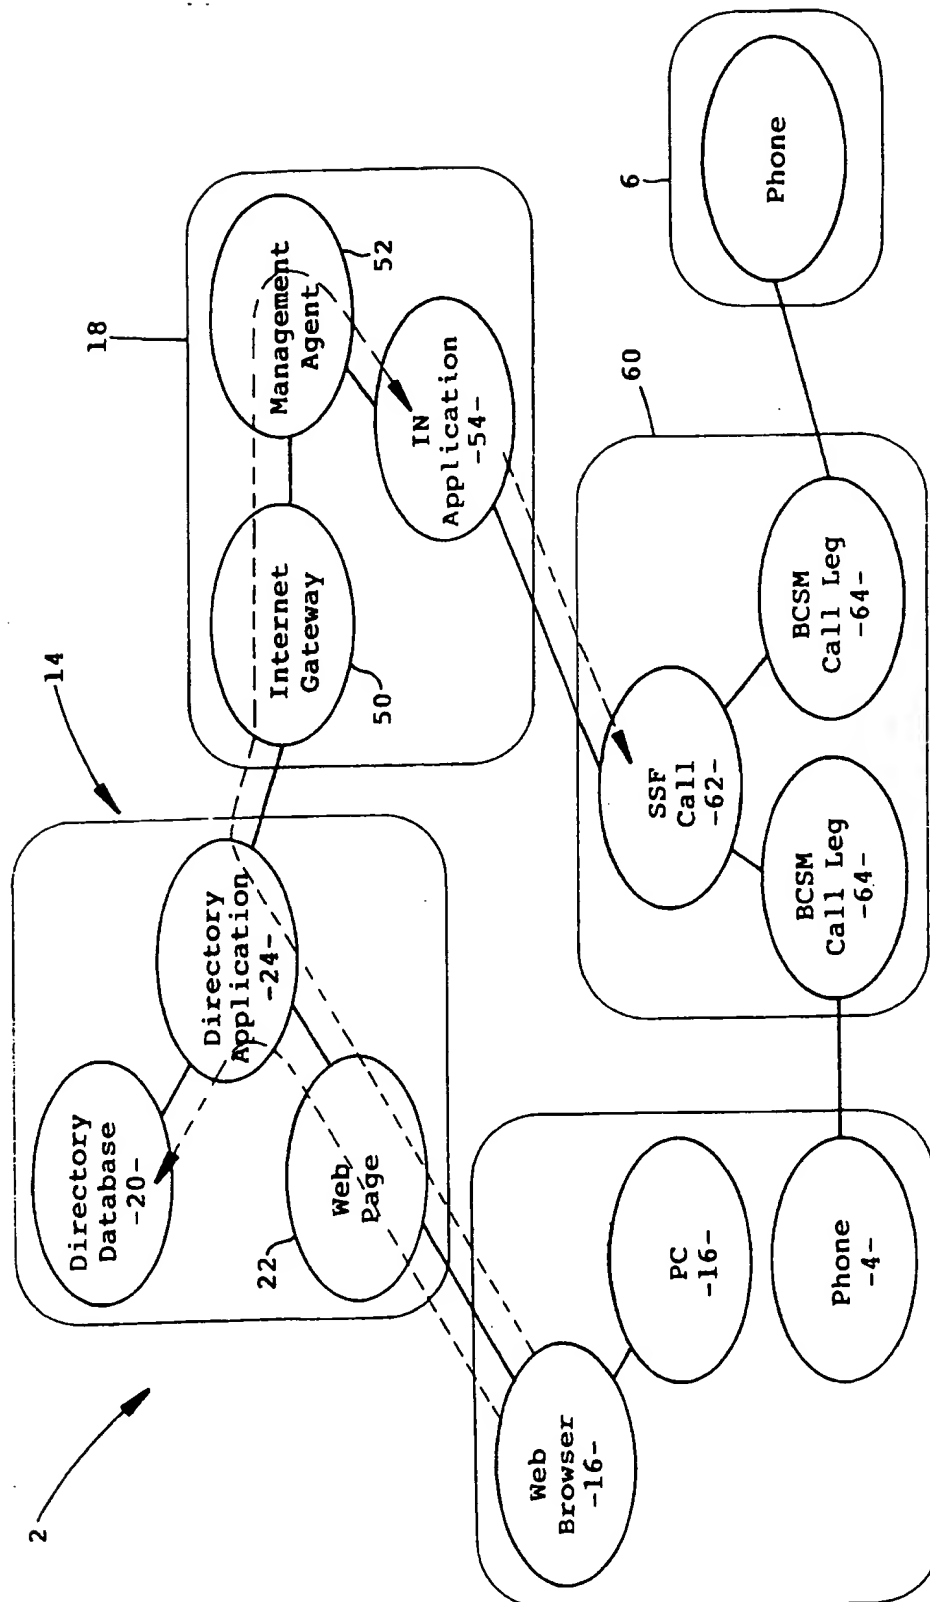 2
14
18
Directory
Database
-20-
Directory
Application
-24-
22
Web
Page
Internet
Gateway
50
Management
Agent
52
IN
Application
-54-
Web
Browser
-16-
PC
-16-
Phone
-4-
60
SSF
Call
-62-
BCSM
Call Leg
-64-
BCSM
Call Leg
-64-
6
Phone